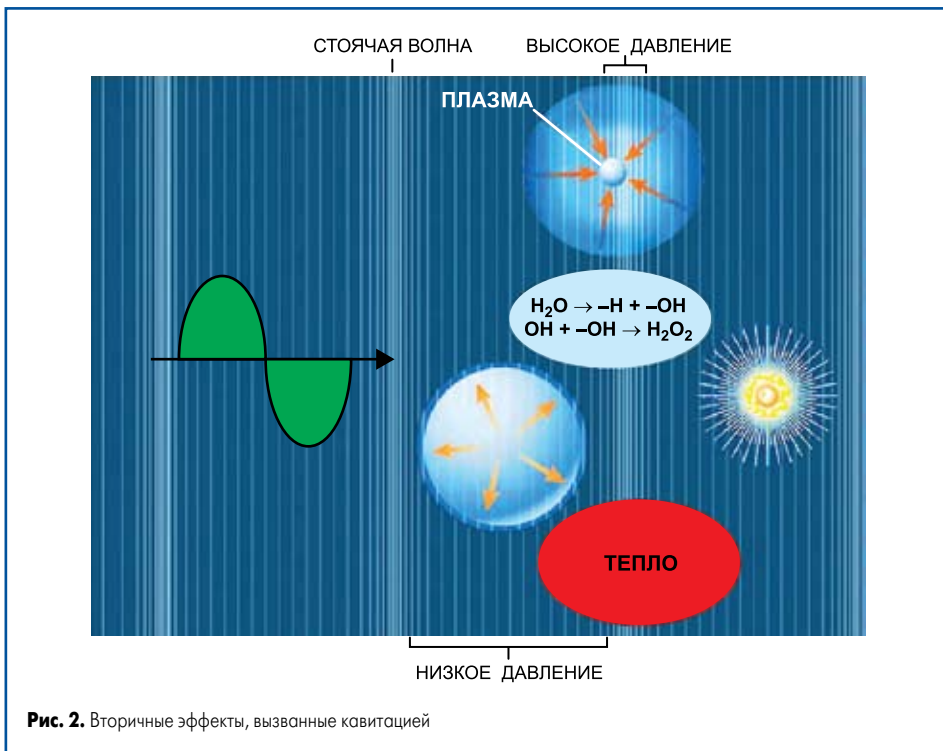 СТОЯЧАЯ ВОЛНА
ВЫСОКОЕ ДАВЛЕНИЕ
ПЛАЗМА
H₂O → –H + –OH
OH + –OH → H₂O₂
ТЕПЛО
НИЗКОЕ ДАВЛЕНИЕ
Рис. 2. Вторичные эффекты, вызванные кавитацией